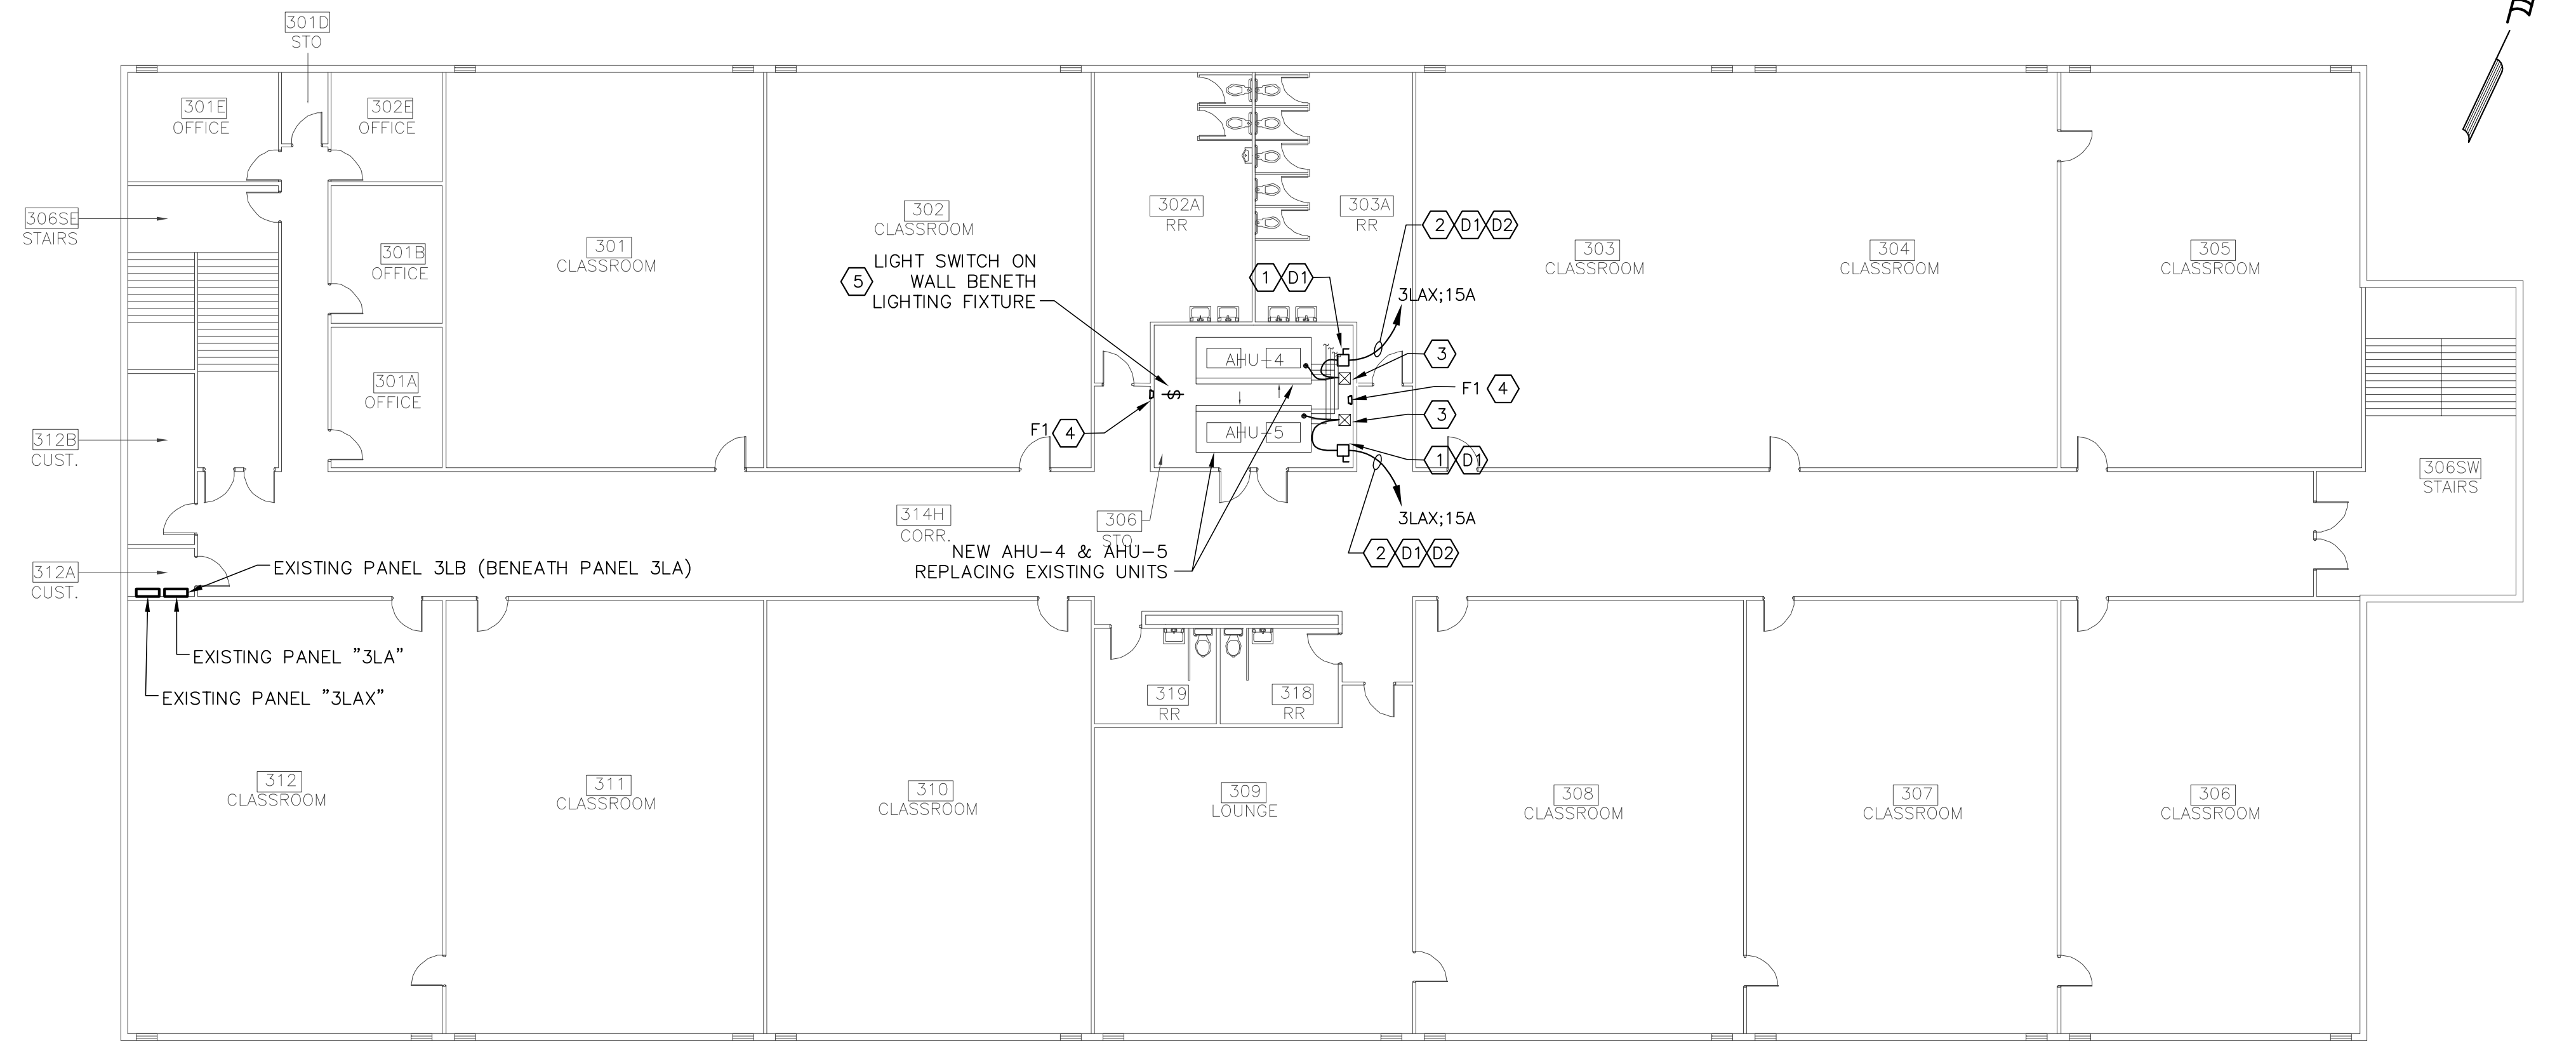 301D
STO
301E
OFFICE
302E
OFFICE
306SE
STAIRS
301B
OFFICE
301
CLASSROOM
302
CLASSROOM
302A
RR
303A
RR
2 D1 D2
303
CLASSROOM
304
CLASSROOM
305
CLASSROOM
5
LIGHT SWITCH ON
WALL BENETH
LIGHTING FIXTURE
1 D1
3LAX;15A
301A
OFFICE
AHU-4
3
F1 4
$
3
F1 4
AHU-5
1 D1
312B
CUST.
306SW
STAIRS
314H
CORR.
306
STO.
3LAX;15A
NEW AHU-4 & AHU-5
REPLACING EXISTING UNITS
2 D1 D2
312A
CUST.
EXISTING PANEL 3LB (BENEATH PANEL 3LA)
EXISTING PANEL "3LA"
EXISTING PANEL "3LAX"
319
RR
318
RR
312
CLASSROOM
311
CLASSROOM
310
CLASSROOM
309
LOUNGE
308
CLASSROOM
307
CLASSROOM
306
CLASSROOM